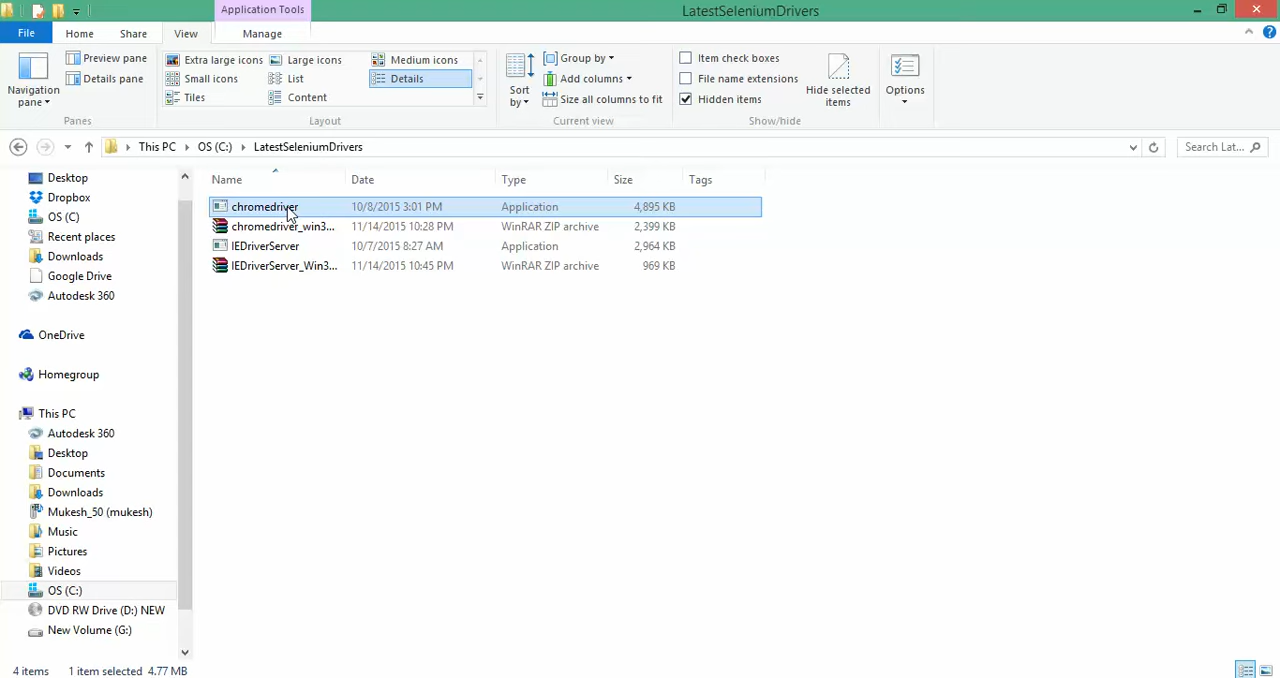 Application Tools
LatestSeleniumDrivers
File Home Share View Manage
Navigation pane
Preview pane
Details pane
Panes
Extra large icons Large icons Medium icons
Small icons List Details
Tiles Content
Layout
Sort by
Group by
Add columns
Size all columns to fit
Current view
Item check boxes
File name extensions
Hidden items
Hide selected items
Show/hide
Options
This PC OS (C:) LatestSeleniumDrivers Search Lat...
Desktop
Dropbox
OS (C:)
Recent places
Downloads
Google Drive
Autodesk 360
OneDrive
Homegroup
This PC
Autodesk 360
Desktop
Documents
Downloads
Mukesh_50 (mukesh)
Music
Pictures
Videos
OS (C:)
DVD RW Drive (D:) NEW
New Volume (G:)
Name Date Type Size Tags
chromedriver 10/8/2015 3:01 PM Application 4,895 KB
chromedriver_win3... 11/14/2015 10:28 PM WinRAR ZIP archive 2,399 KB
IEDriverServer 10/7/2015 8:27 AM Application 2,964 KB
IEDriverServer_Win3... 11/14/2015 10:45 PM WinRAR ZIP archive 969 KB
4 items 1 item selected 4.77 MB